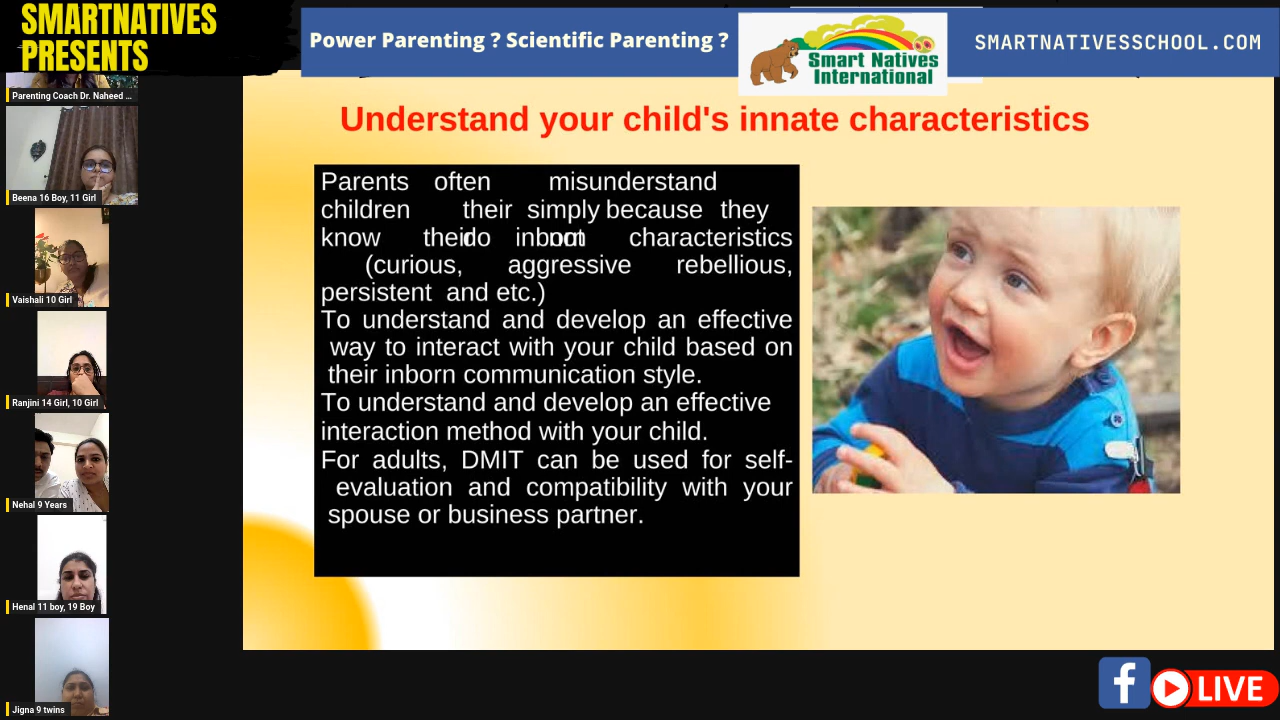 SMARTNATIVES
PRESENTS
Power Parenting ? Scientific Parenting ?
Smart Natives
International
SMARTNATIVESSCHOOL.COM
Parenting Coach Dr. Naheed ...
Beena 16 Boy, 11 Girl
Vaishali 10 Girl
Ranjini 14 Girl, 10 Girl
Nehal 9 Years
Henal 11 boy, 19 Boy
Jigna 9 twins
Understand your child's innate characteristics
Parents often misunderstand
children their simply because they
know their do inborn not characteristics
(curious, aggressive rebellious,
persistent and etc.)
To understand and develop an effective
way to interact with your child based on
their inborn communication style.
To understand and develop an effective
interaction method with your child.
For adults, DMIT can be used for self-
evaluation and compatibility with your
spouse or business partner.
f
LIVE